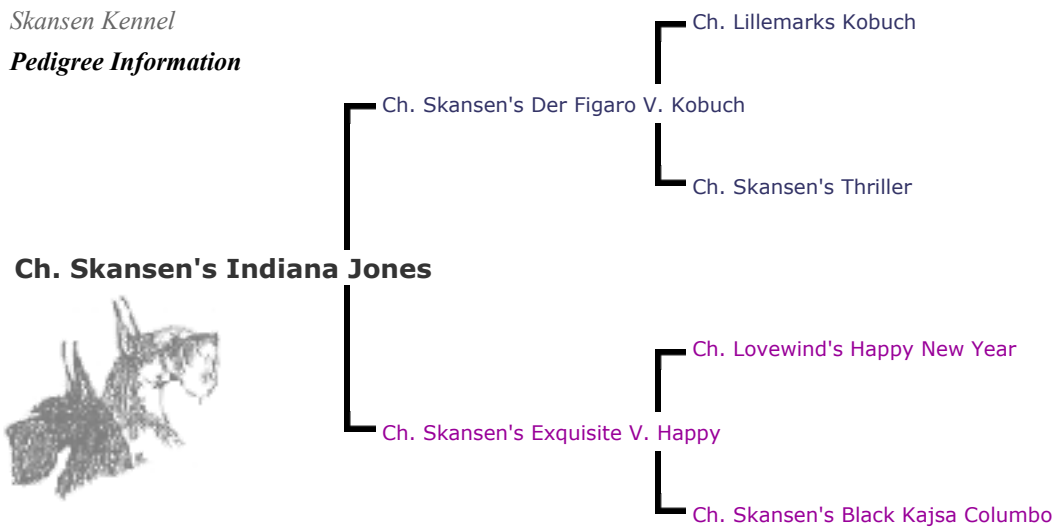 Skansen Kennel
Pedigree Information
Ch. Lillemarks Kobuch
Ch. Skansen's Der Figaro V. Kobuch
Ch. Skansen's Thriller
Ch. Skansen's Indiana Jones
Ch. Lovewind's Happy New Year
Ch. Skansen's Exquisite V. Happy
Ch. Skansen's Black Kajsa Columbo